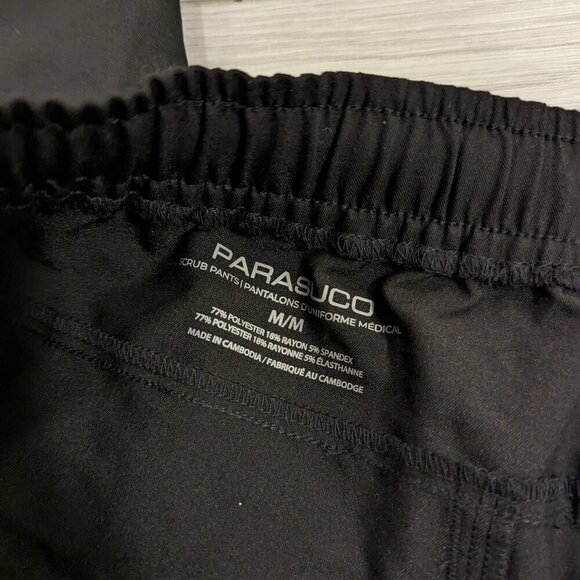 PARASUCO
SCRUB PANTS | PANTALONS D'UNIFORME MÉDICAL
M/M
77% POLYESTER 18% RAYON 5% SPANDEX
77% POLYESTER 18% RAYONNE 5% ÉLASTHANNE
MADE IN CAMBODIA / FABRIQUÉ AU CAMBODGE